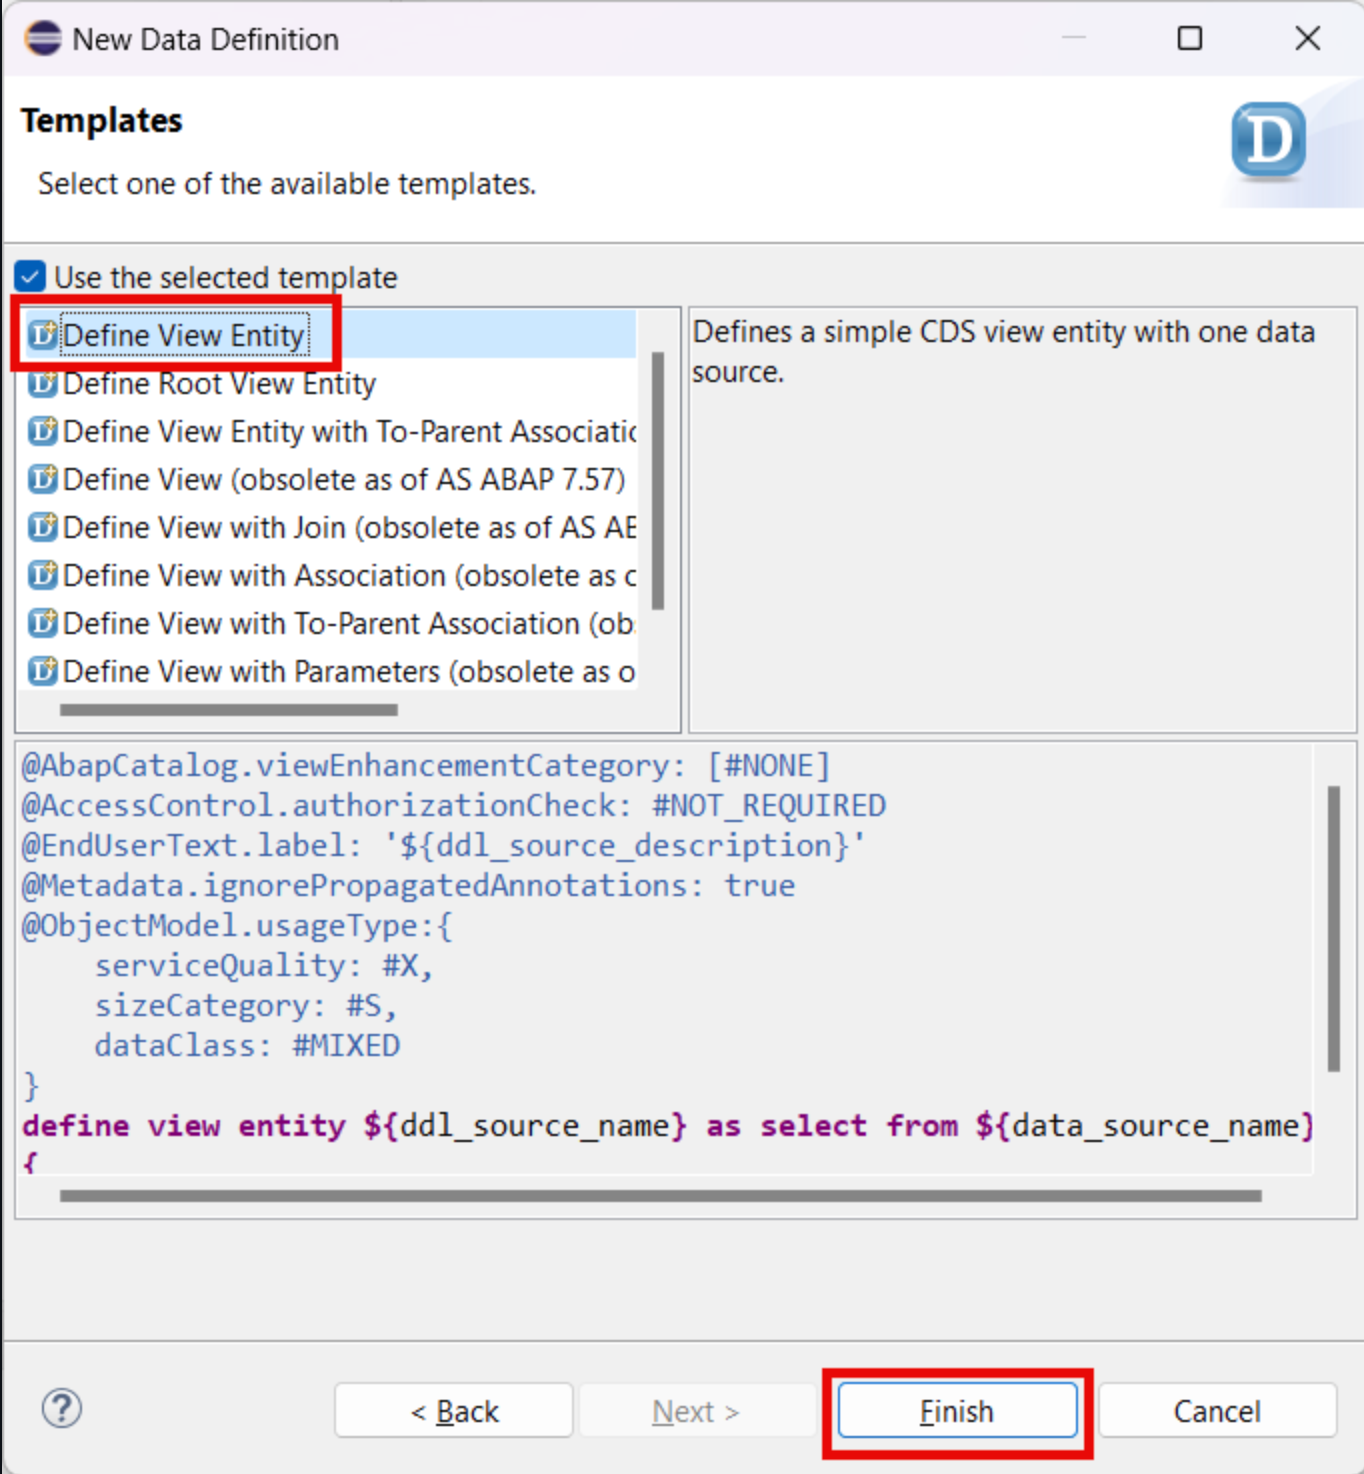 New Data Definition
Templates
D
Select one of the available templates.
Use the selected template
Define View Entity
Define Root View Entity
Define View Entity with To-Parent Associatic
Define View (obsolete as of AS ABAP 7.57)
Define View with Join (obsolete as of AS AB
Define View with Association (obsolete as o
Define View with To-Parent Association (ob
Define View with Parameters (obsolete as o
Defines a simple CDS view entity with one data
source.
@AbapCatalog.viewEnhancementCategory: [#NONE]
@AccessControl.authorizationCheck: #NOT_REQUIRED
@EndUserText.label: '${ddl_source_description}'
@Metadata.ignorePropagatedAnnotations: true
@ObjectModel.usageType:{
    serviceQuality: #X,
    sizeCategory: #S,
    dataClass: #MIXED
}
define view entity ${ddl_source_name} as select from ${data_source_name}
{
?
< Back
Next >
Finish
Cancel